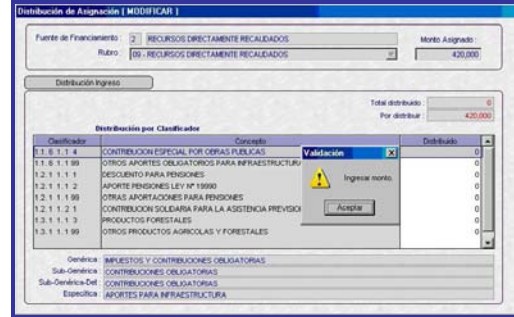 Distribución de Asignación [ MODIFICAR ]
Fuente de Financiamiento : 2 RECURSOS DIRECTAMENTE RECAUDADOS Monto Asignado :
Rubro : 09 - RECURSOS DIRECTAMENTE RECAUDADOS 420,000
Distribución Ingreso
Total distribuido : 0
Por distribuir : 420,000
Distribución por Clasificador
Clasificador Concepto Distribuido
1.1. 6 1. 1 4 CONTRIBUCION ESPECIAL POR OBRAS PUBLICAS 0
1.1. 6 1. 1 99 OTROS APORTES OBLIGATORIOS PARA INFRAESTRUCTURA 0
1.2. 1 1. 1 1 DESCUENTO PARA PENSIONES 0
1.2. 1 1. 1 2 APORTE PENSIONES LEY Nº 19990 0
1.2. 1 1. 1 99 OTRAS APORTACIONES PARA PENSIONES 0
1.2. 1 1. 2 1 CONTRIBUCION SOLIDARIA PARA LA ASISTENCIA PREVISIO 0
1.3. 1 1. 1 3 PRODUCTOS FORESTALES 0
1.3. 1 1. 1 99 OTROS PRODUCTOS AGRICOLAS Y FORESTALES 0
Validación
Ingresar monto.
Aceptar
Genérica : IMPUESTOS Y CONTRIBUCIONES OBLIGATORIAS
Sub-Genérica : CONTRIBUCIONES OBLIGATORIAS
Sub-Genérica-Det : CONTRIBUCIONES OBLIGATORIAS
Específica : APORTES PARA INFRAESTRUCTURA